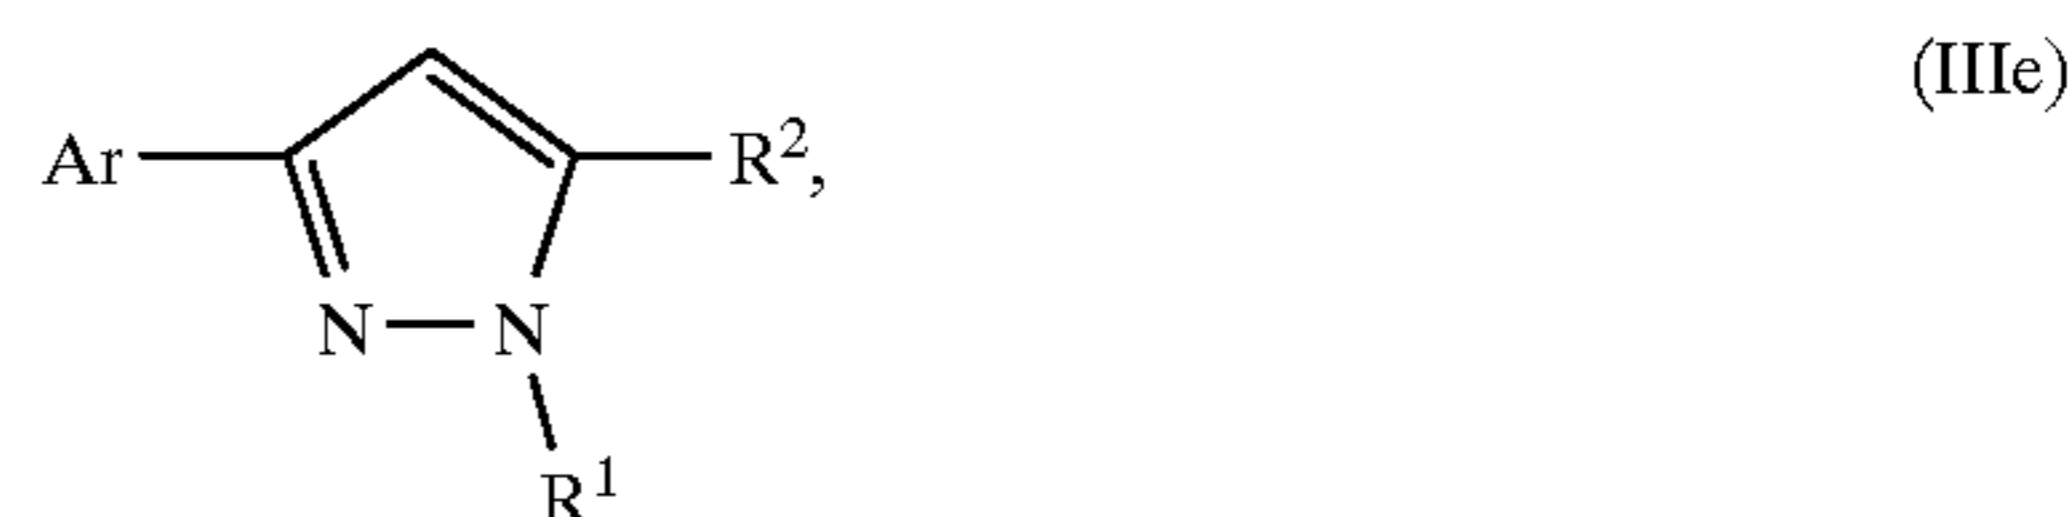 (IIIe)
Ar R²,
N N
R¹